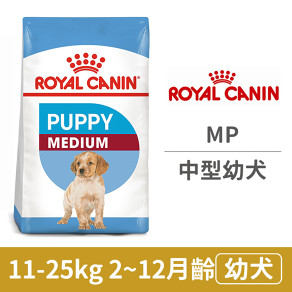 ROYAL CANIN
PUPPY
MEDIUM
ROYAL CANIN
MP
中型幼犬
11-25kg 2~12月齡 幼犬